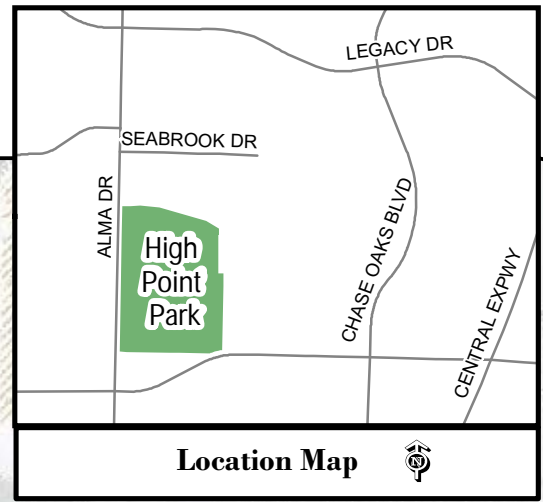 LEGACY DR
SEABROOK DR
ALMA DR
High
Point
Park
CHASE OAKS BLVD
CENTRAL EXPWY
Location Map
N